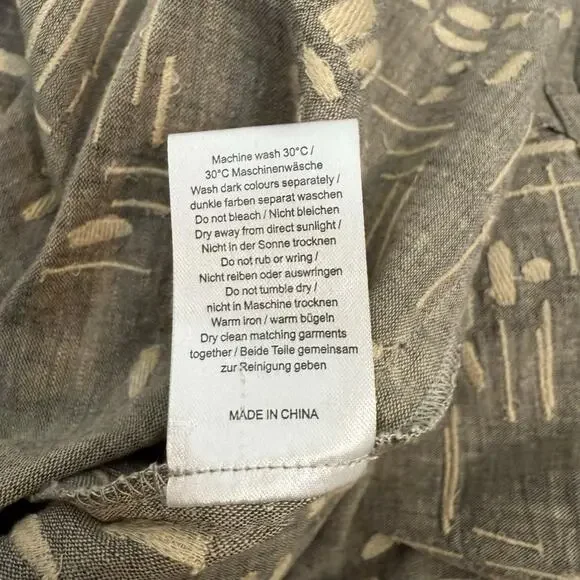 Machine wash 30°C /
30°C Maschinenwäsche
Wash dark colours separately /
dunkle farben separat waschen
Do not bleach / Nicht bleichen
Dry away from direct sunlight /
Nicht in der Sonne trocknen
Do not rub or wring /
Nicht reiben oder auswringen
Do not tumble dry /
nicht in Maschine trocknen
Warm iron / warm bügeln
Dry clean matching garments
together / Beide Teile gemeinsam
zur Reinigung geben
MADE IN CHINA